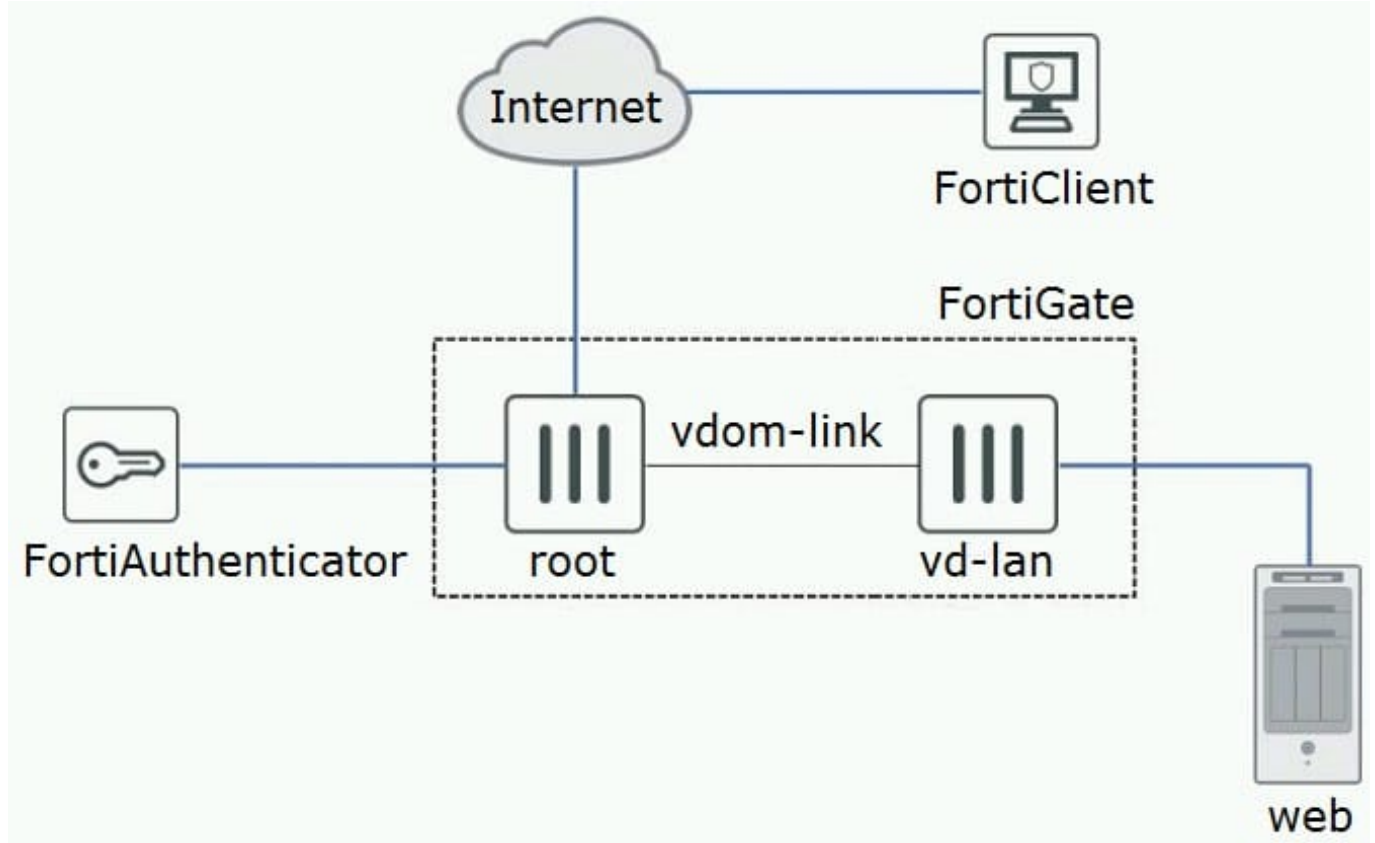 Internet
FortiClient
FortiGate
vdom-link
FortiAuthenticator
root
vd-lan
web